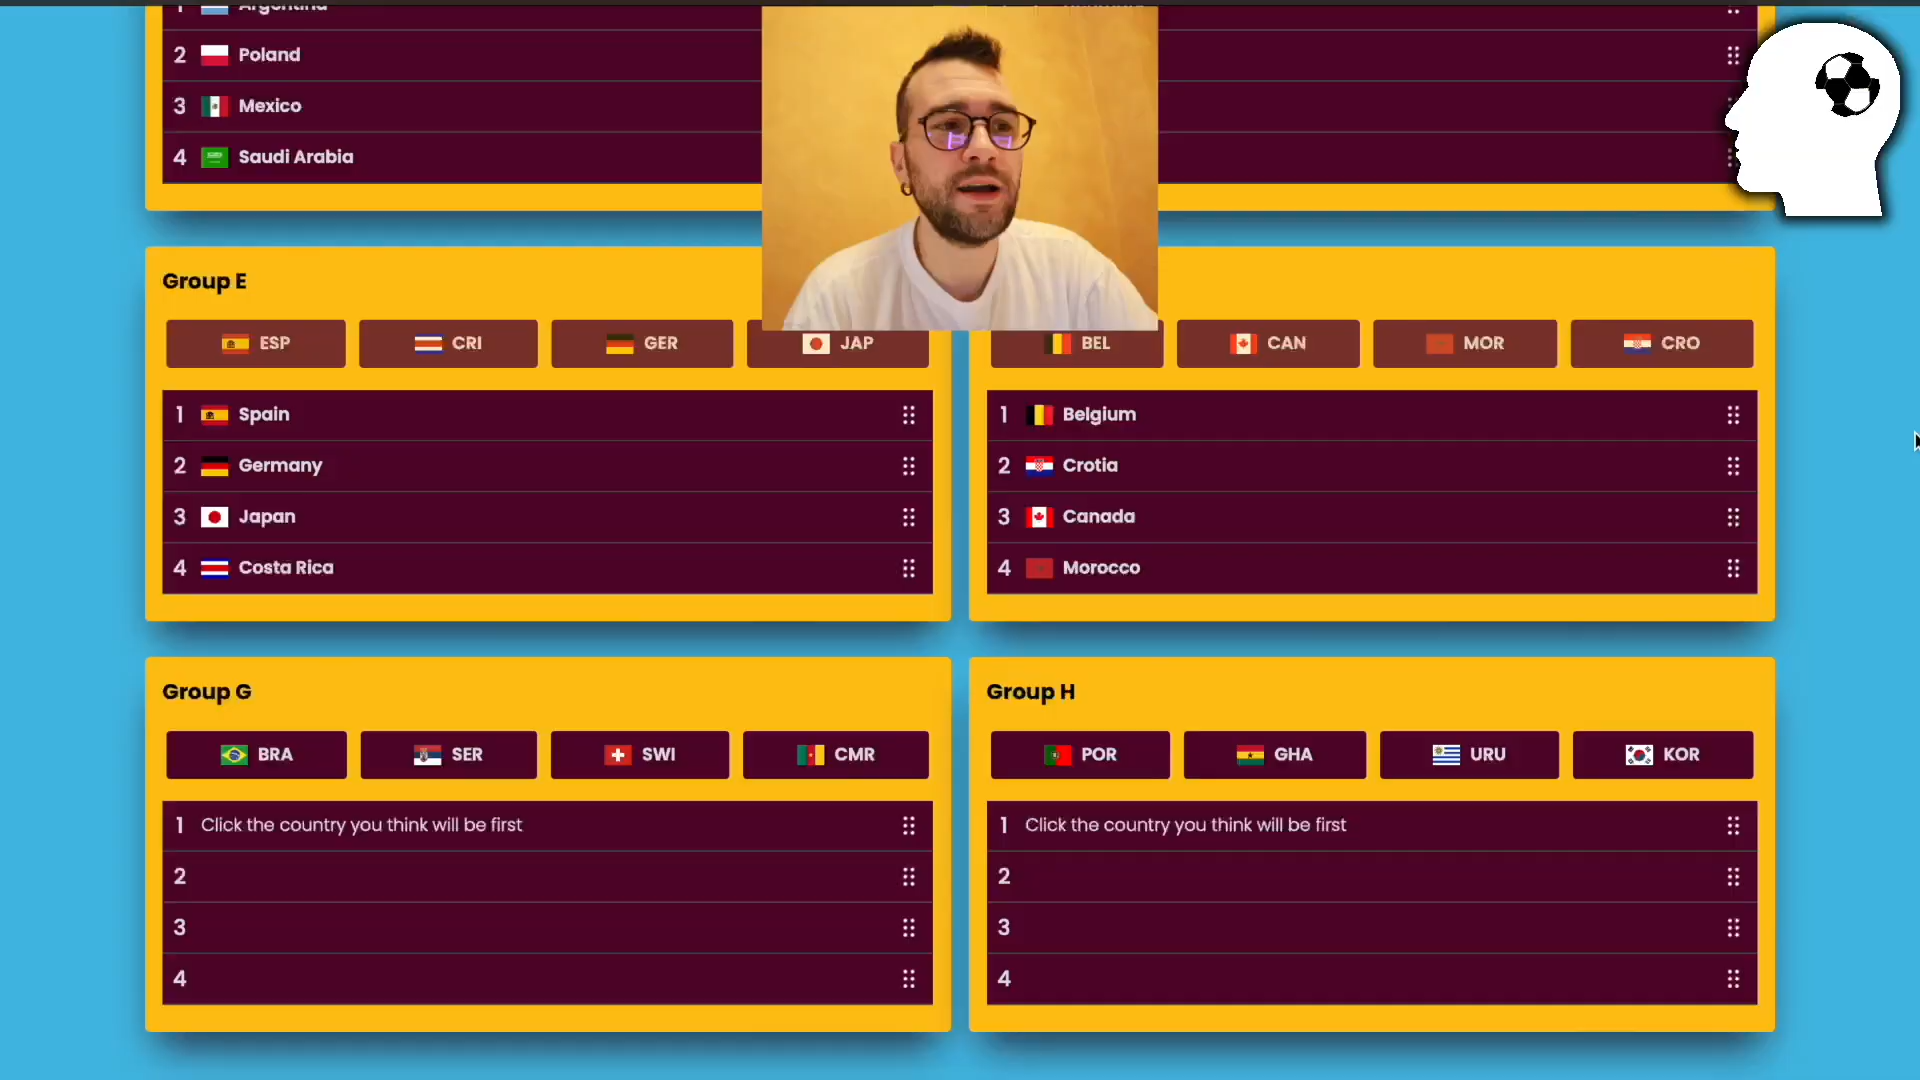 1 Argentina
2 Poland
3 Mexico
4 Saudi Arabia
Group E
ESP CRI GER JAP
1 Spain
2 Germany
3 Japan
4 Costa Rica
BEL CAN MOR CRO
1 Belgium
2 Crotia
3 Canada
4 Morocco
Group G
BRA SER SWI CMR
1 Click the country you think will be first
2
3
4
Group H
POR GHA URU KOR
1 Click the country you think will be first
2
3
4